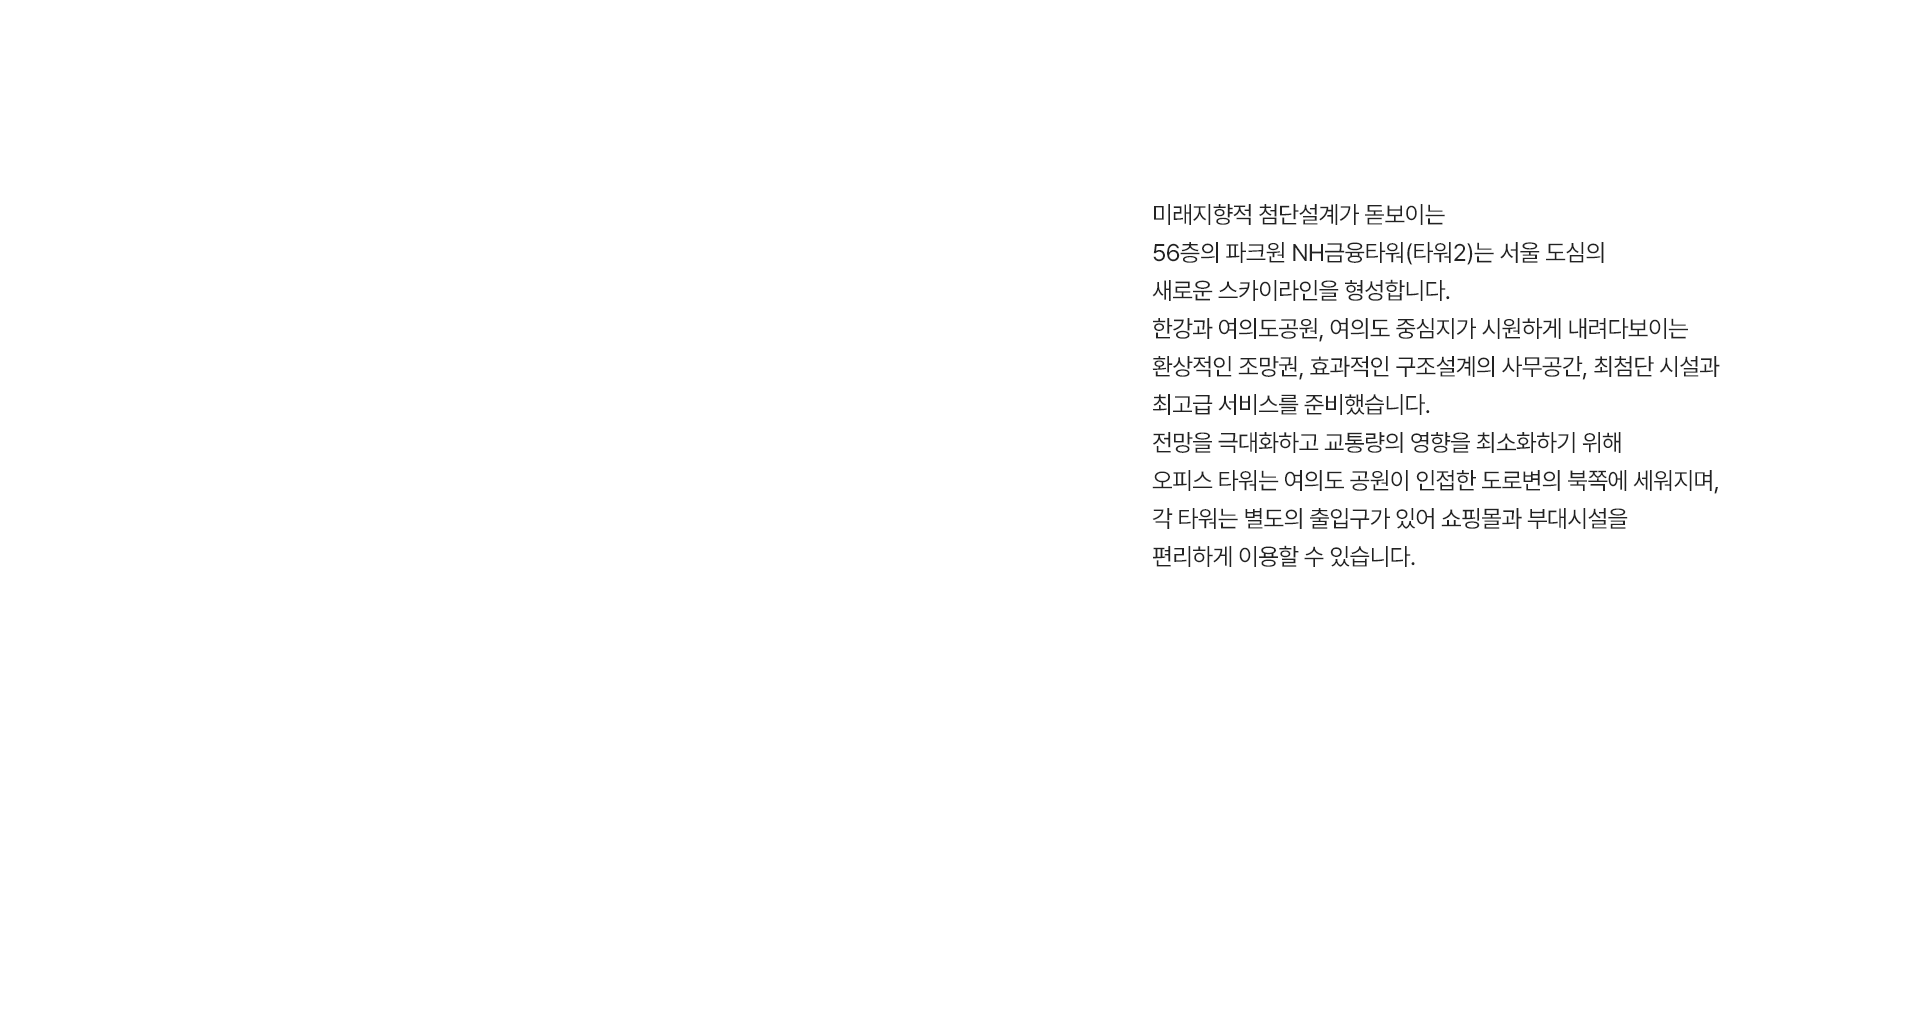 미래지향적 첨단설계가 돋보이는
56층의 파크원 NH금융타워(타워2)는 서울 도심의
새로운 스카이라인을 형성합니다.
한강과 여의도공원, 여의도 중심지가 시원하게 내려다보이는
환상적인 조망권, 효과적인 구조설계의 사무공간, 최첨단 시설과
최고급 서비스를 준비했습니다.
전망을 극대화하고 교통량의 영향을 최소화하기 위해
오피스 타워는 여의도 공원이 인접한 도로변의 북쪽에 세워지며,
각 타워는 별도의 출입구가 있어 쇼핑몰과 부대시설을
편리하게 이용할 수 있습니다.